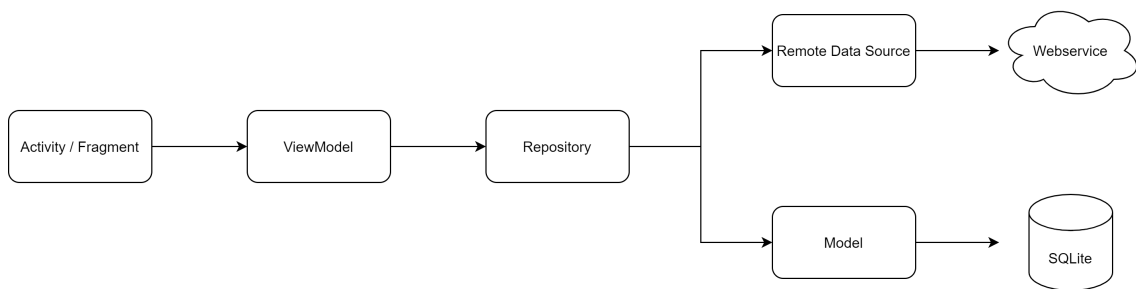 Remote Data Source
Webservice
Activity / Fragment
ViewModel
Repository
Model
SQLite